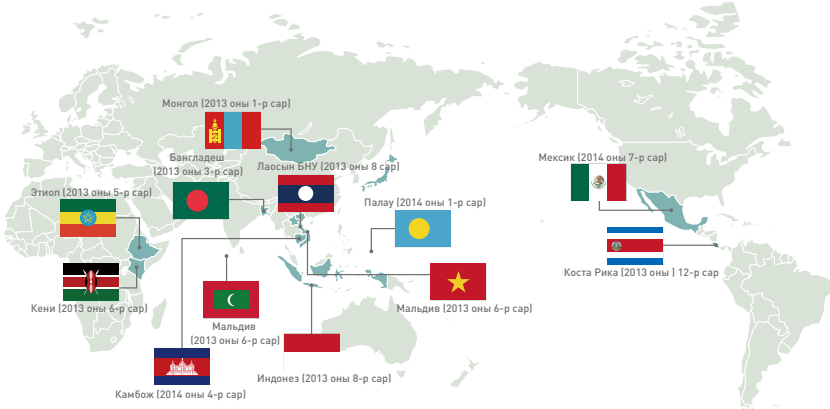 Монгол (2013 оны 1-р сар)
Бангладеш
(2013 оны 3-р сар)
Лаосын БНУ (2013 оны 8 сар)
Этиоп (2013 оны 5-р сар)
Палау (2014 оны 1-р сар)
Мексик (2014 оны 7-р сар)
Коста Рика (2013 оны ) 12-р сар
Кени (2013 оны 6-р сар)
Мальдив (2013 оны 6-р сар)
Мальдив
(2013 оны 6-р сар)
Индонез (2013 оны 8-р сар)
Камбож (2014 оны 4-р сар)